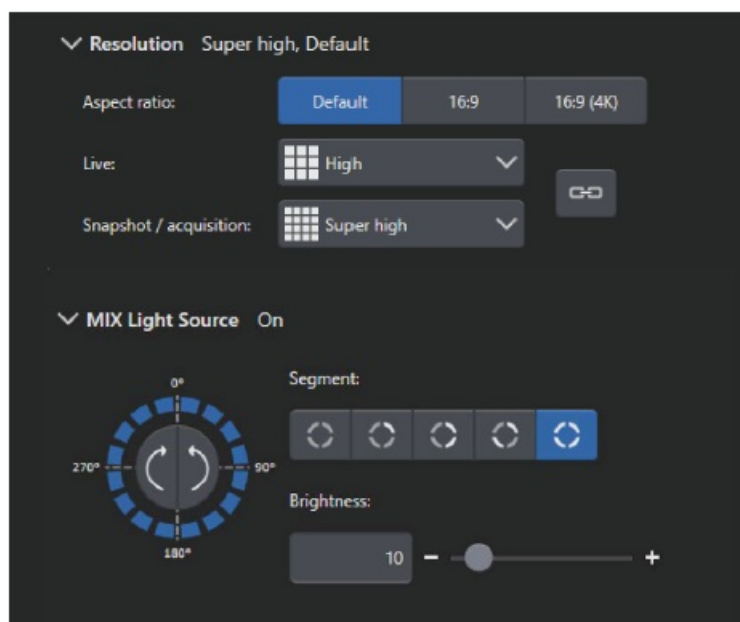 Resolution Super high, Default
Aspect ratio: Default 16:9 16:9 (4K)
Live: High
Snapshot / acquisition: Super high
MIX Light Source On
Segment:
0°
270° 90°
180°
Brightness:
10 - +